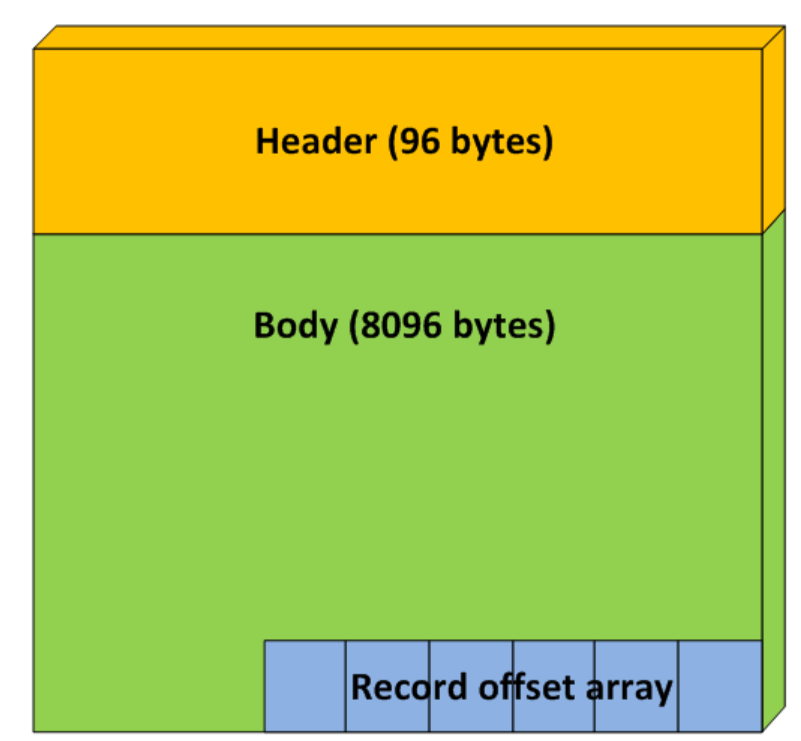 Header (96 bytes)
Body (8096 bytes)
Record offset array